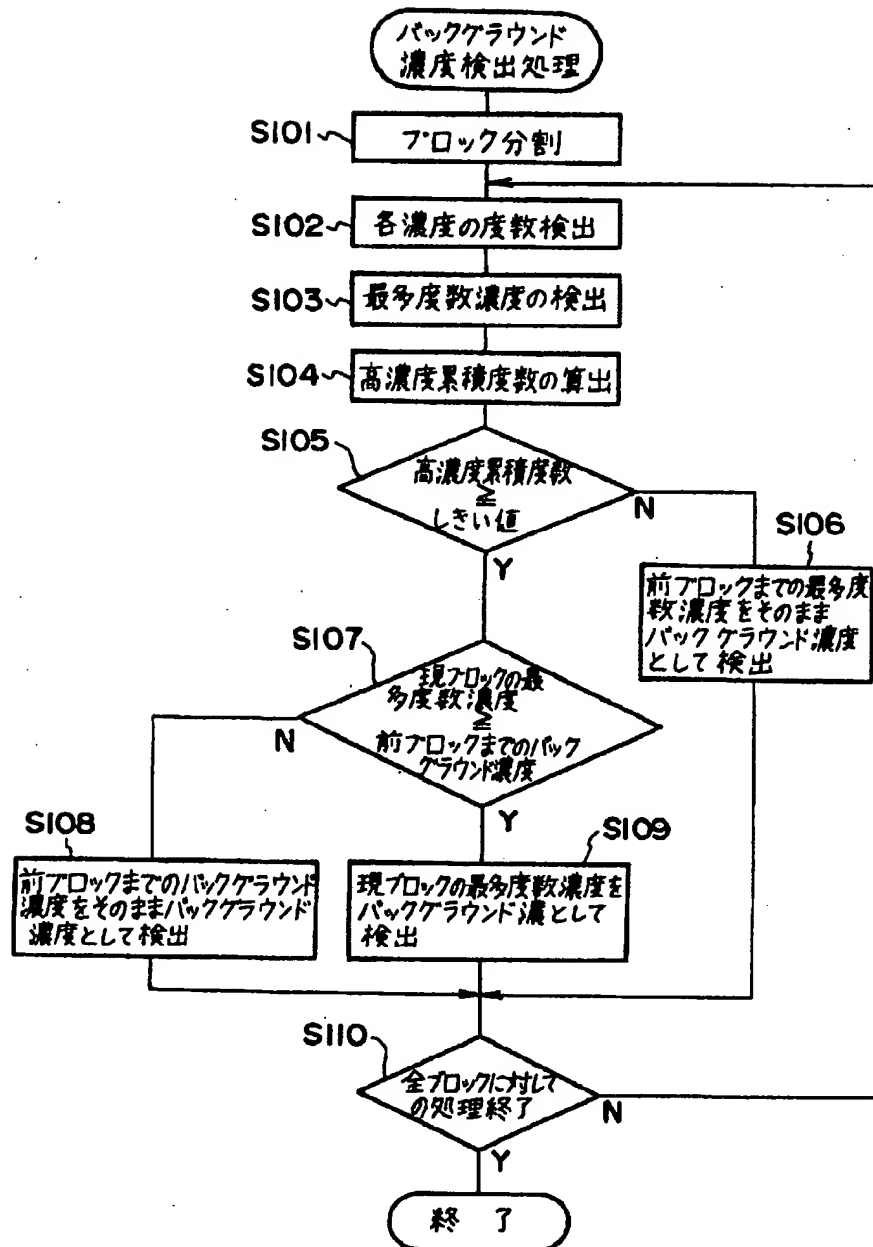 バックグラウンド
濃度検出処理
S101
ブロック分割
S102
各濃度の度数検出
S103
最多度数濃度の検出
S104
高濃度累積度数の算出
S105
高濃度累積度数
≧
しきい値
N
Y
S106
前ブロックまでの最多度
数濃度をそのまま
バックグラウンド濃度
として検出
S107
現ブロックの最
多度数濃度
≧
前ブロックまでのバック
グラウンド濃度
N
Y
S108
前ブロックまでのバックグラウンド
濃度をそのままバックグラウンド
濃度として検出
S109
現ブロックの最多度数濃度を
バックグラウンド濃として
検出
S110
全ブロックに対して
の処理終了
N
Y
終 了